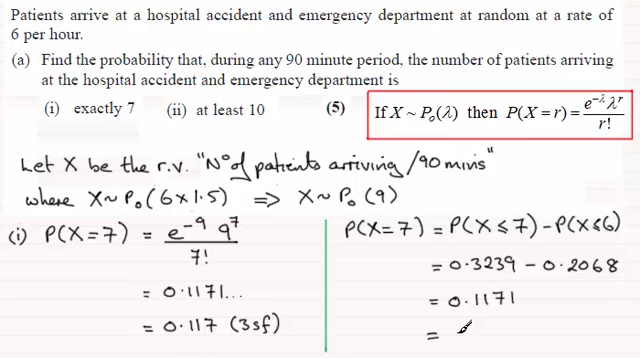 Patients arrive at a hospital accident and emergency department at random at a rate of
6 per hour.
(a) Find the probability that, during any 90 minute period, the number of patients arriving
at the hospital accident and emergency department is
(i) exactly 7 (ii) at least 10 (5)
If X ~ P₀(λ) then P(X = r) = e^(-λ) λ^r / r!
Let X be the r.v. "Nº of patients arriving / 90 mins"
where X ~ P₀(6×1.5) ⇒ X ~ P₀(9)
(i) P(X=7) = e^(-9) 9^7 / 7!
= 0.1171...
= 0.117 (3sf)
P(X=7) = P(X≤7) - P(X≤6)
= 0.3239 - 0.2068
= 0.1171
=